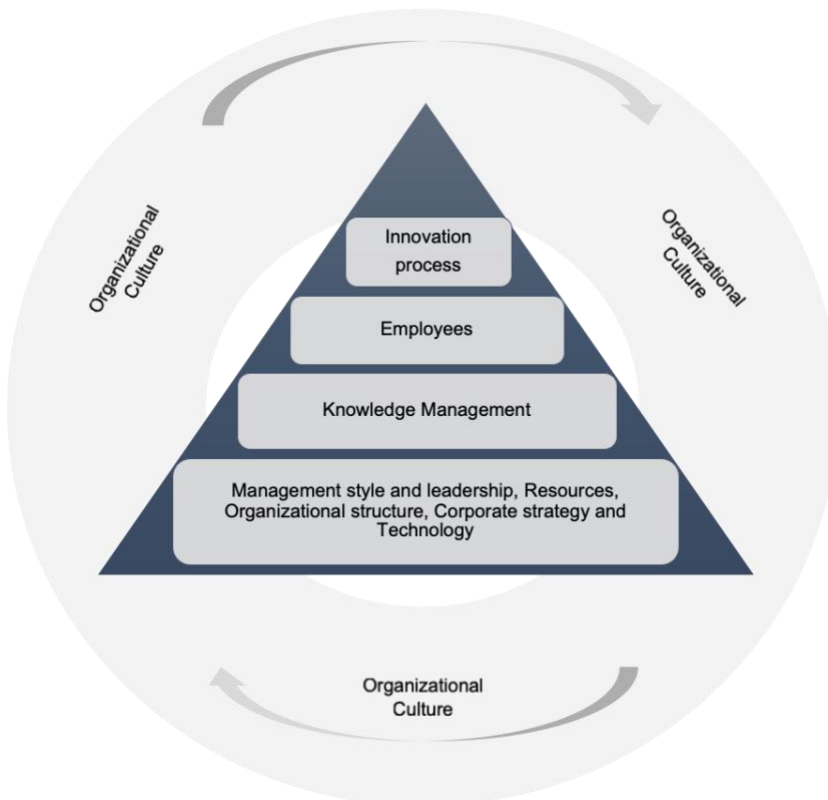 Organizational
Culture
Organizational
Culture
Innovation
process
Employees
Knowledge Management
Management style and leadership, Resources,
Organizational structure, Corporate strategy and
Technology
Organizational
Culture